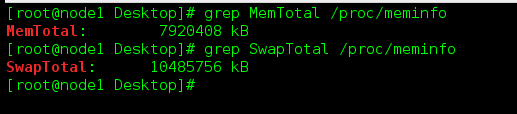 [root@node1 Desktop]# grep MemTotal /proc/meminfo
MemTotal:        7920408 kB
[root@node1 Desktop]# grep SwapTotal /proc/meminfo
SwapTotal:      10485756 kB
[root@node1 Desktop]#